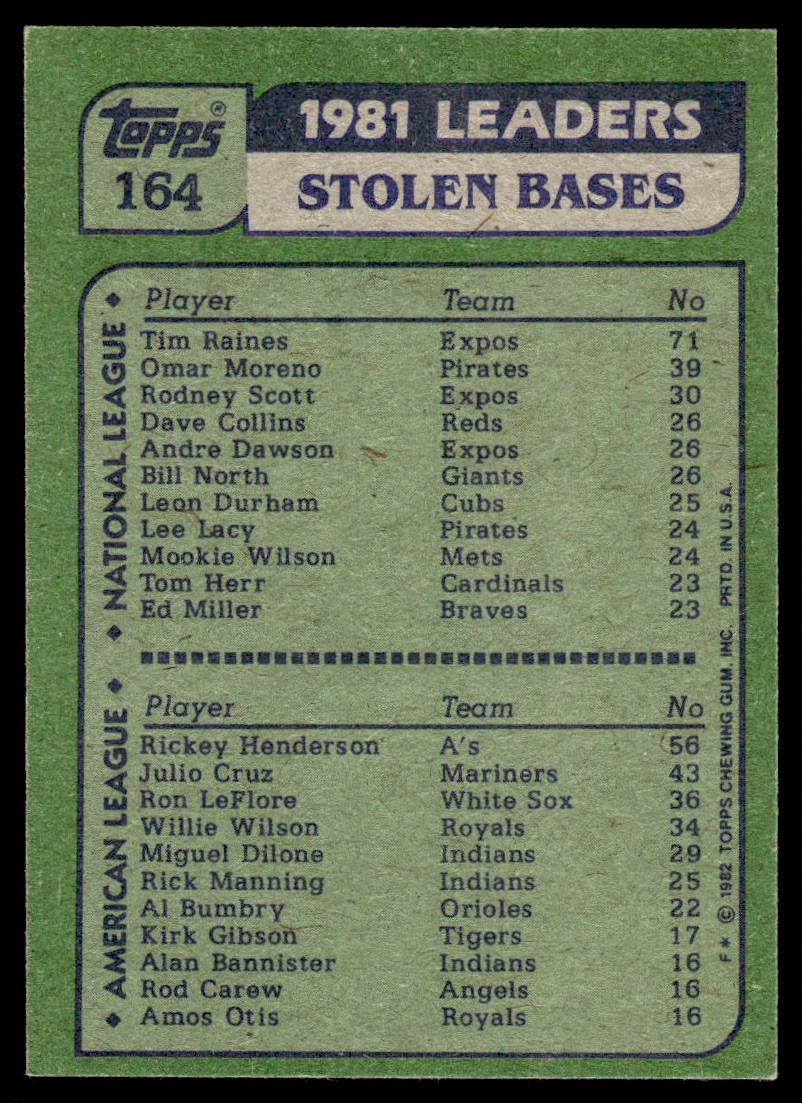 Topps®
164
1981 LEADERS
STOLEN BASES
NATIONAL LEAGUE
Player Team No
Tim Raines Expos 71
Omar Moreno Pirates 39
Rodney Scott Expos 30
Dave Collins Reds 26
Andre Dawson Expos 26
Bill North Giants 26
Leon Durham Cubs 25
Lee Lacy Pirates 24
Mookie Wilson Mets 24
Tom Herr Cardinals 23
Ed Miller Braves 23
AMERICAN LEAGUE
Player Team No
Rickey Henderson A's 56
Julio Cruz Mariners 43
Ron LeFlore White Sox 36
Willie Wilson Royals 34
Miguel Dilone Indians 29
Rick Manning Indians 25
Al Bumbry Orioles 22
Kirk Gibson Tigers 17
Alan Bannister Indians 16
Rod Carew Angels 16
Amos Otis Royals 16
F* © 1982 TOPPS CHEWING GUM, INC. PRTD. IN U.S.A.